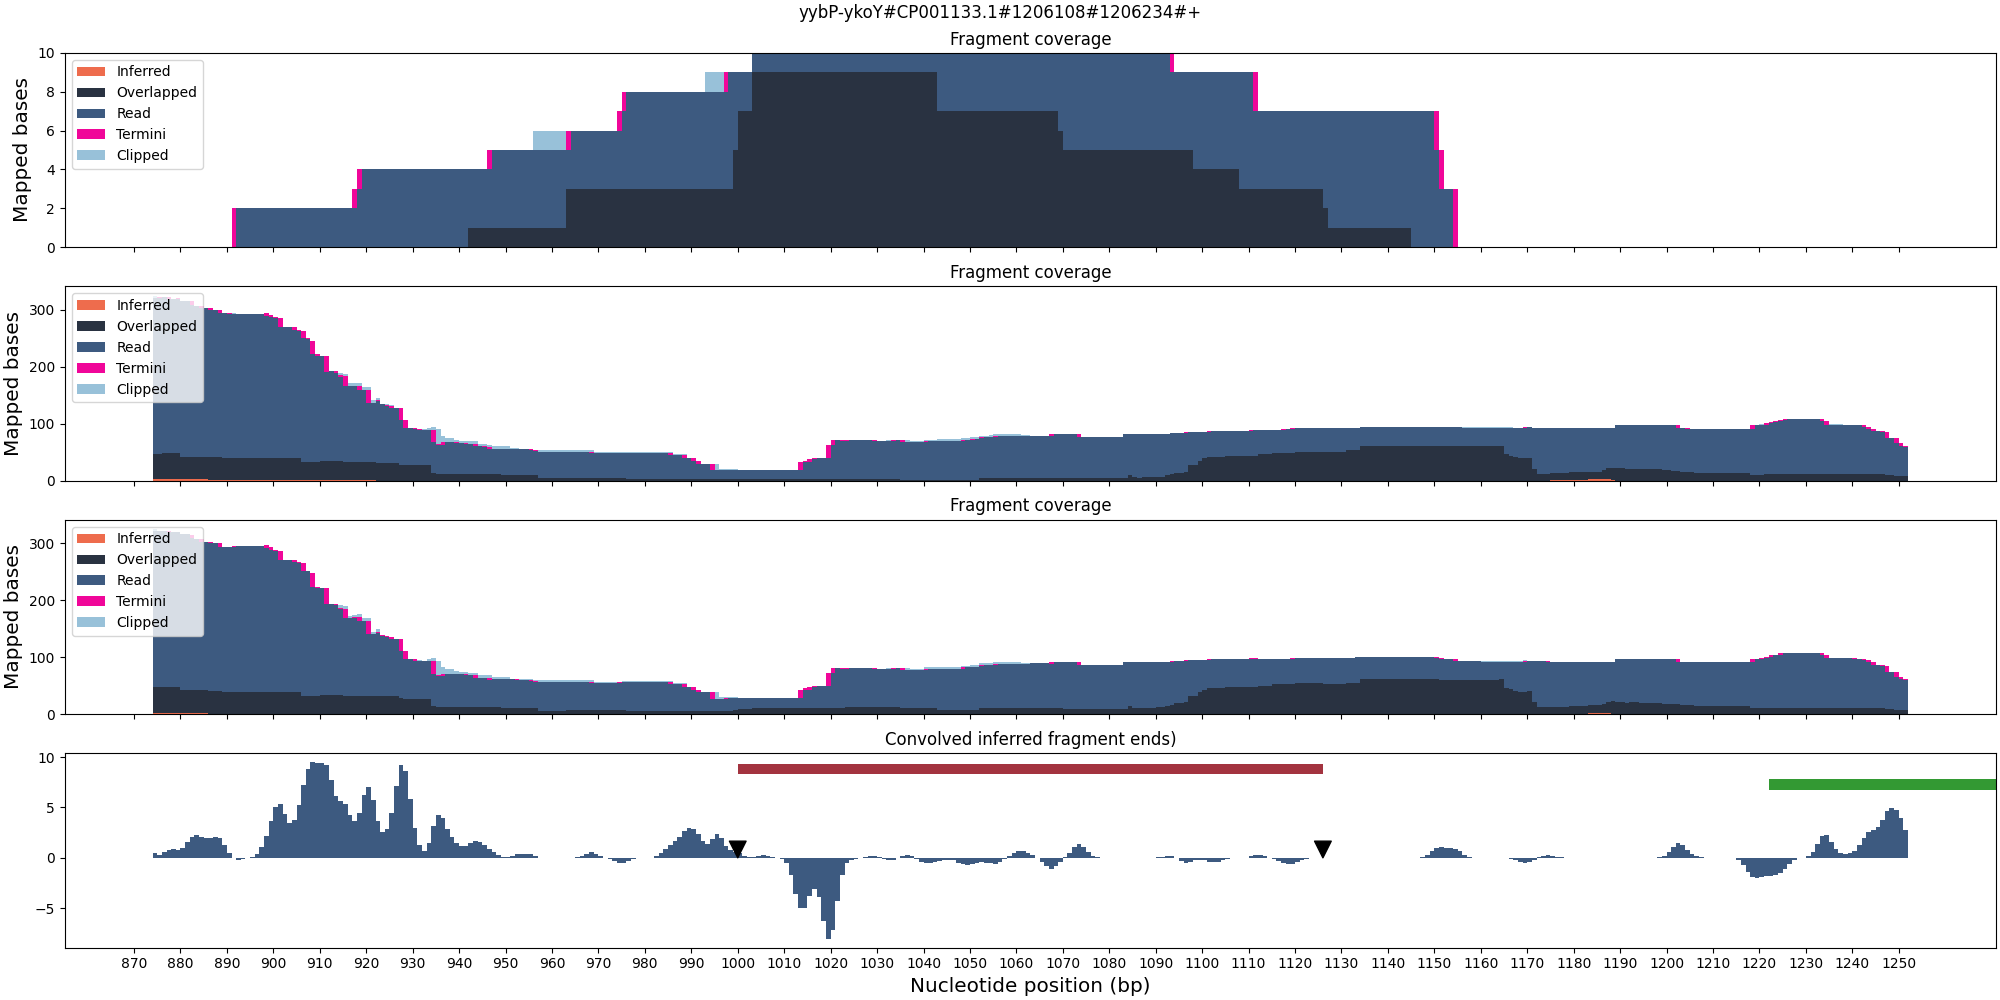 yybP-ykoY#CP001133.1#1206108#1206234#+
Fragment coverage
Mapped bases
10
8
6
4
2
0
Inferred
Overlapped
Read
Termini
Clipped
Fragment coverage
Mapped bases
300
200
100
0
Inferred
Overlapped
Read
Termini
Clipped
Fragment coverage
Mapped bases
300
200
100
0
Inferred
Overlapped
Read
Termini
Clipped
Convolved inferred fragment ends)
10
5
0
−5
870 880 890 900 910 920 930 940 950 960 970 980 990 1000 1010 1020 1030 1040 1050 1060 1070 1080 1090 1100 1110 1120 1130 1140 1150 1160 1170 1180 1190 1200 1210 1220 1230 1240 1250
Nucleotide position (bp)